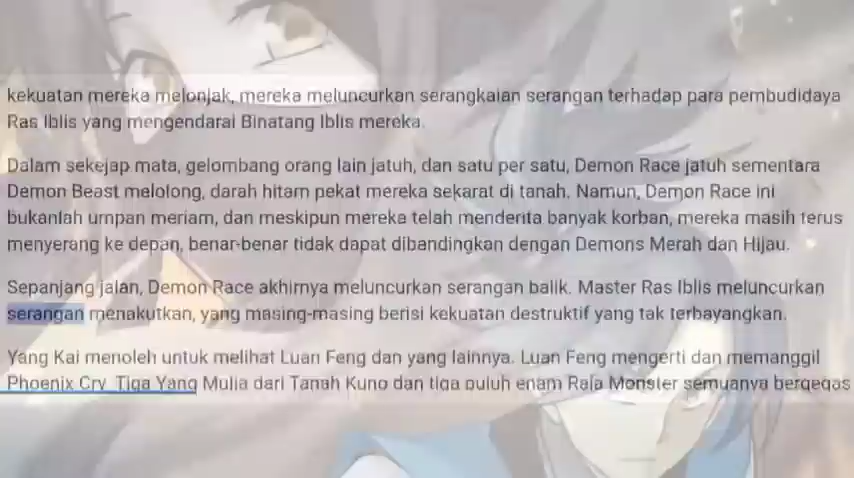 kekuatan mereka melonjak, mereka meluncurkan serangkaian serangan terhadap para pembudidaya
Ras Iblis yang mengendarai Binatang Iblis mereka.
Dalam sekejap mata, gelombang orang lain jatuh, dan satu per satu, Demon Race jatuh sementara
Demon Beast melolong, darah hitam pekat mereka sekarat di tanah. Namun, Demon Race ini
bukanlah umpan meriam, dan meskipun mereka telah menderita banyak korban, mereka masih terus
menyerang ke depan, benar-benar tidak dapat dibandingkan dengan Demons Merah dan Hijau.
Sepanjang jalan, Demon Race akhirnya meluncurkan serangan balik. Master Ras Iblis meluncurkan
serangan menakutkan, yang masing-masing berisi kekuatan destruktif yang tak terbayangkan.
Yang Kai menoleh untuk melihat Luan Feng dan yang lainnya. Luan Feng mengerti dan memanggil
Phoenix Cry. Tiga Yang Mulia dari Tanah Kuno dan tiga puluh enam Raja Monster semuanya bergegas